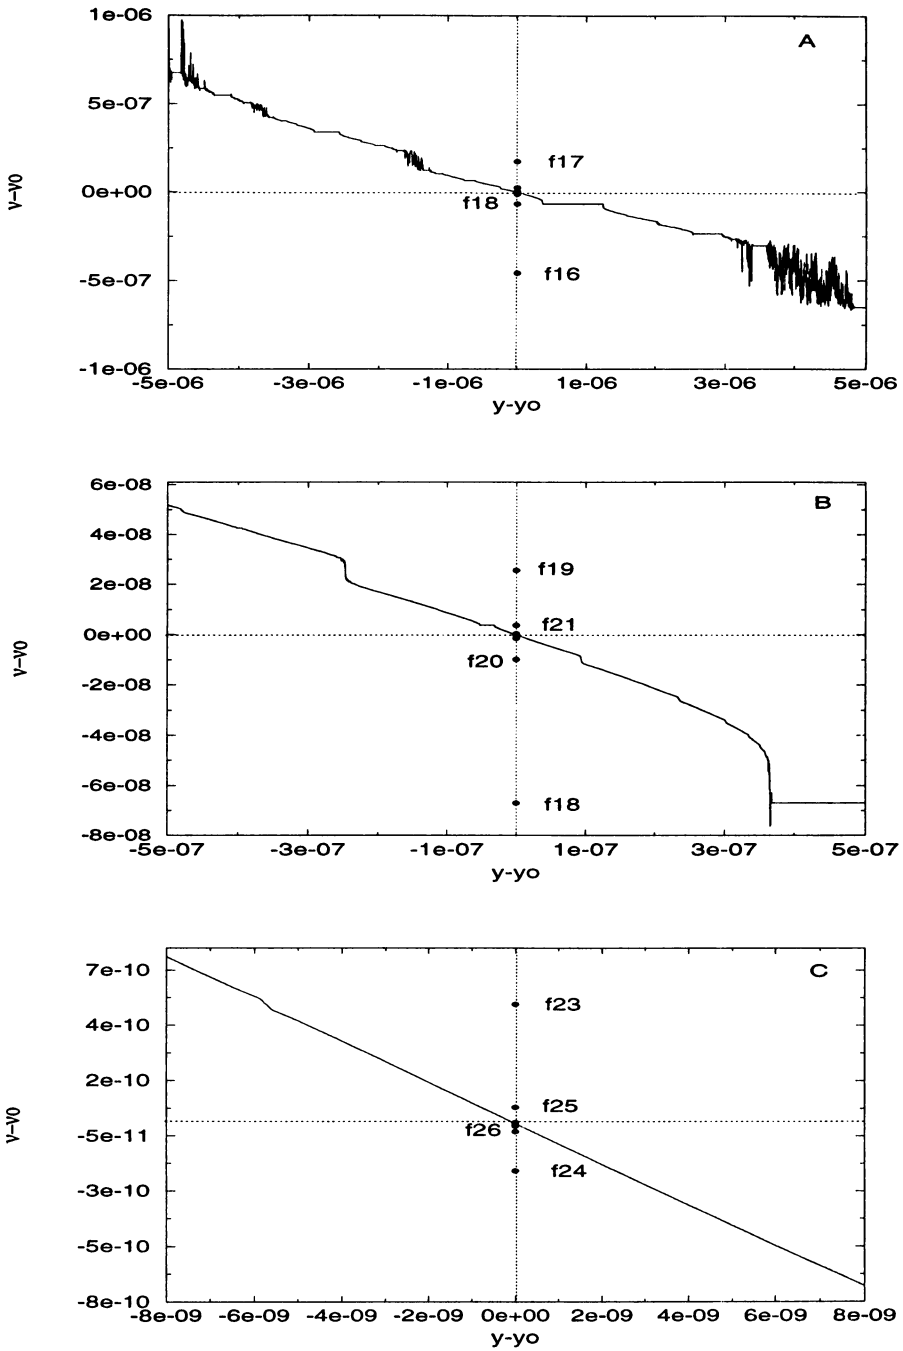 1e-06
A
5e-07
f17
0e+00
f18
ν-ν0
-5e-07
f16
-1e-06
-5e-06 -3e-06 -1e-06 1e-06 3e-06 5e-06
y-yo
6e-08
B
4e-08
f19
2e-08
f21
0e+00
f20
ν-ν0
-2e-08
-4e-08
-6e-08
f18
-8e-08
-5e-07 -3e-07 -1e-07 1e-07 3e-07 5e-07
y-yo
7e-10
C
f23
4e-10
2e-10
f25
ν-ν0
f26
-5e-11
f24
-3e-10
-5e-10
-8e-10
-8e-09 -6e-09 -4e-09 -2e-09 0e+00 2e-09 4e-09 6e-09 8e-09
y-yo